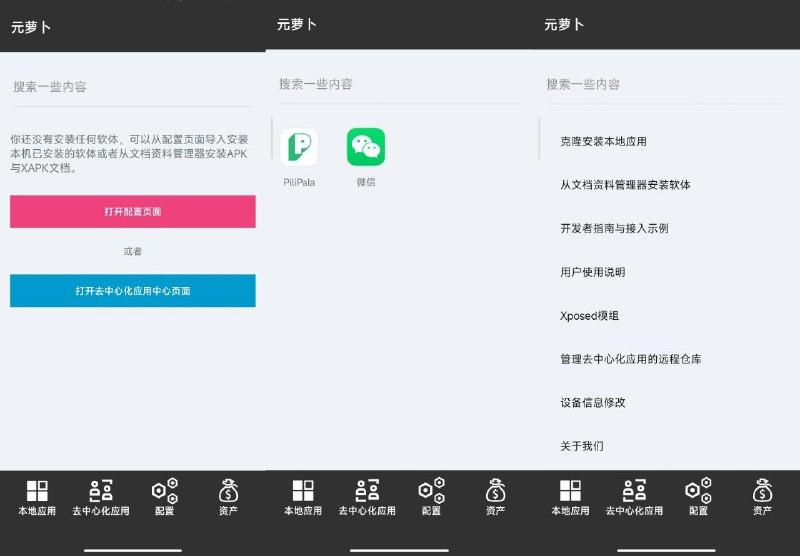 元萝卜
搜索一些内容
你还没有安装任何软体，可以从配置页面导入安装
本机已安装的软体或者从文档资料管理器安装APK
与XAPK文档。
打开配置页面
或者
打开去中心化应用中心页面
本地应用
去中心化应用
配置
资产
元萝卜
搜索一些内容
PiliPala
微信
本地应用
去中心化应用
配置
资产
元萝卜
搜索一些内容
克隆安装本地应用
从文档资料管理器安装软体
开发者指南与接入示例
用户使用说明
Xposed模组
管理去中心化应用的远程仓库
设备信息修改
关于我们
本地应用
去中心化应用
配置
资产